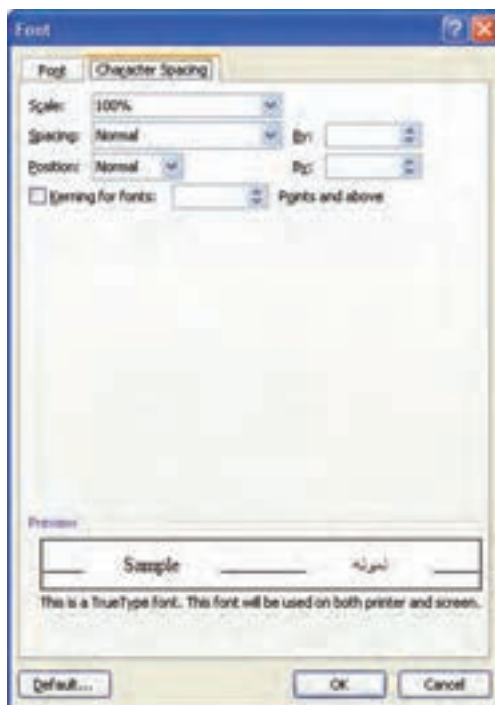 Font
Font Character Spacing
Scale: 100%
Spacing: Normal By:
Position: Normal By:
Kerning for fonts: Points and above
Preview
Sample نمونه
This is a TrueType font. This font will be used on both printer and screen.
Default... OK Cancel